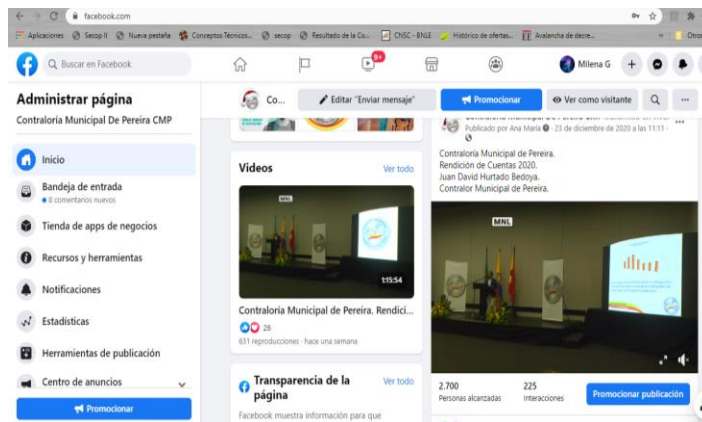 facebook.com
Aplicaciones Secop II Nueva pestaña Conceptos Técnicos... secop Resultado de la Co... CNSC - BNLE Histórico de ofertas... Avalancha de decre... Otros
Buscar en Facebook
9+
Milena G
Administrar página
Contraloría Municipal De Pereira CMP
Inicio
Bandeja de entrada
8 comentarios nuevos
Tienda de apps de negocios
Recursos y herramientas
Notificaciones
Estadísticas
Herramientas de publicación
Centro de anuncios
Promocionar
Co...
Editar "Enviar mensaje"
Promocionar
Ver como visitante
Videos
Ver todo
MNL
1:15:54
Contraloría Municipal de Pereira. Rendici...
26
631 reproducciones · hace una semana
Transparencia de la página
Ver todo
Facebook muestra información para que
Publicado por Ana Maria · 23 de diciembre de 2020 a las 11:11 ·
Contraloría Municipal de Pereira.
Rendición de Cuentas 2020.
Juan David Hurtado Bedoya.
Contralor Municipal de Pereira.
MNL
2.700
Personas alcanzadas
225
Interacciones
Promocionar publicación